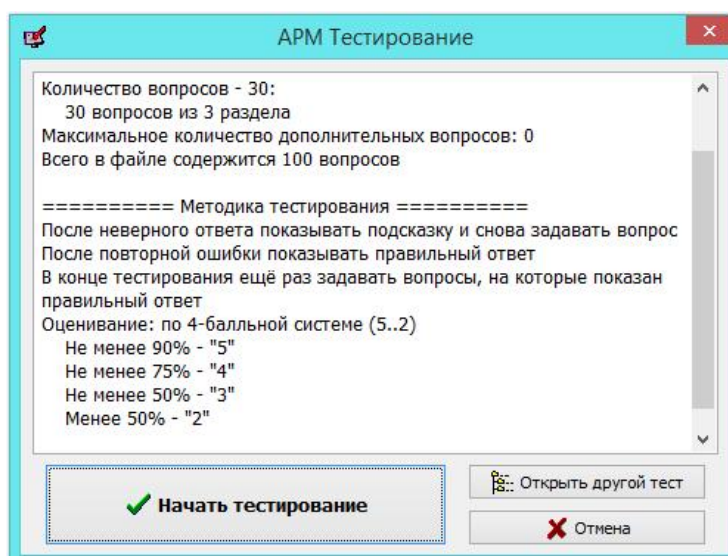 АРМ Тестирование
Количество вопросов - 30:
30 вопросов из 3 раздела
Максимальное количество дополнительных вопросов: 0
Всего в файле содержится 100 вопросов
========== Методика тестирования ==========
После неверного ответа показывать подсказку и снова задавать вопрос
После повторной ошибки показывать правильный ответ
В конце тестирования ещё раз задавать вопросы, на которые показан
правильный ответ
Оценивание: по 4-балльной системе (5..2)
Не менее 90% - "5"
Не менее 75% - "4"
Не менее 50% - "3"
Менее 50% - "2"
Начать тестирование
Открыть другой тест
Отмена